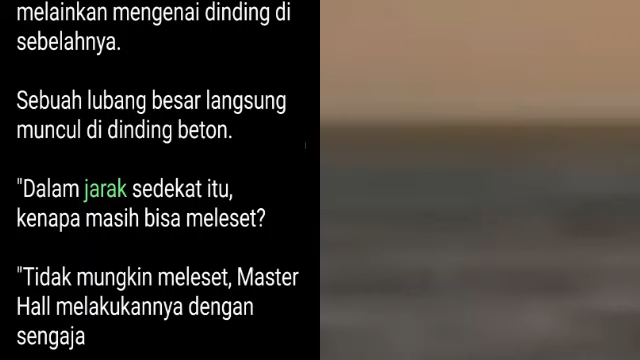 melainkan mengenai dinding di
sebelahnya.
Sebuah lubang besar langsung
muncul di dinding beton.
"Dalam jarak sedekat itu,
kenapa masih bisa meleset?
"Tidak mungkin meleset, Master
Hall melakukannya dengan
sengaja